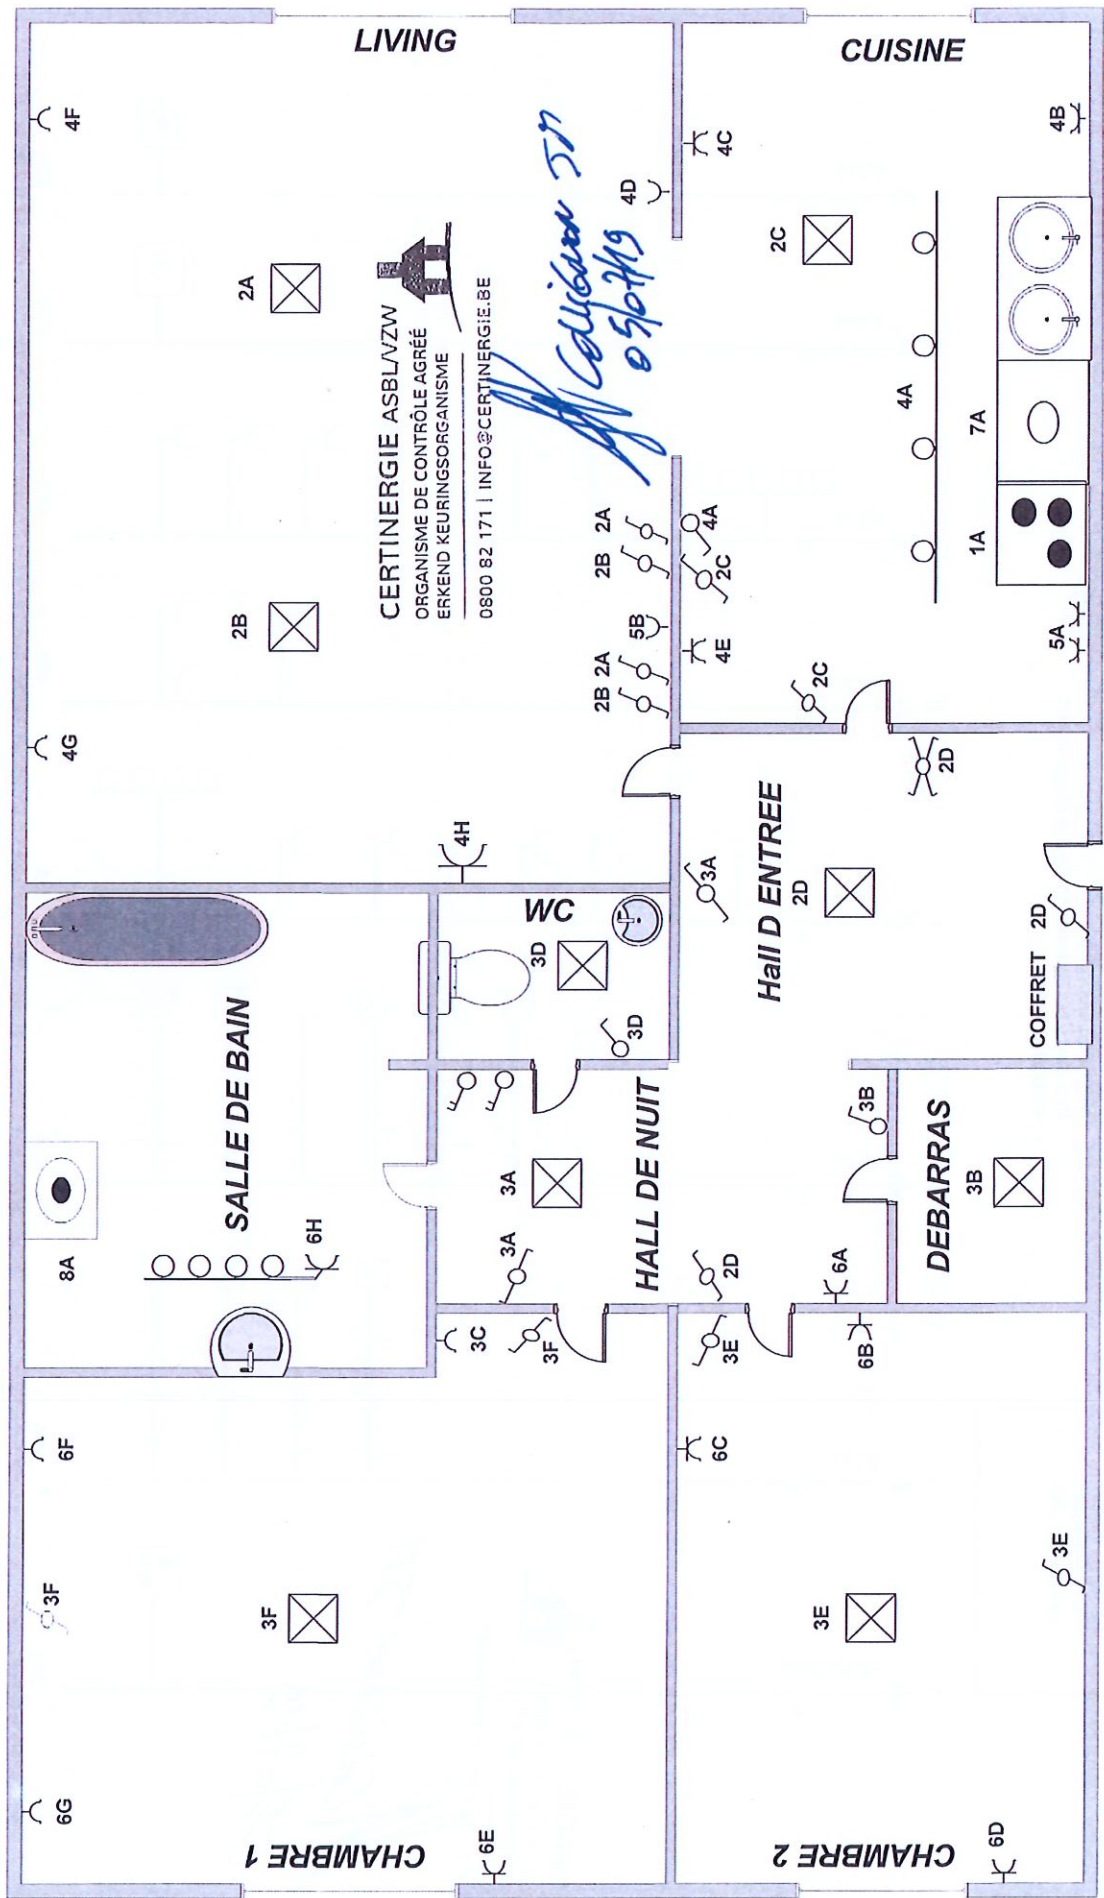 LIVING
4F
2A
2B
4G
4H
4D
2A
2B
5B
2A
2B
CERTINERGIE ASBL/VZW
ORGANISME DE CONTRÔLE AGRÉÉ
ERKEND KEURINGSORGANISME
0800 82 171 | INFO@CERTINERGIE.BE
05/07/19
CUISINE
4C
4B
2C
4A
7A
1A
4A
2C
4E
5A
2C
Hall D ENTREE
2D
3A
2D
2D
COFFRET
WC
3D
3D
SALLE DE BAIN
8A
6H
HALL DE NUIT
3A
3A
2D
3B
6A
DEBARRAS
3B
CHAMBRE 1
3C
3F
6F
3F
3F
6G
6E
CHAMBRE 2
3E
6B
6C
3E
3E
6D